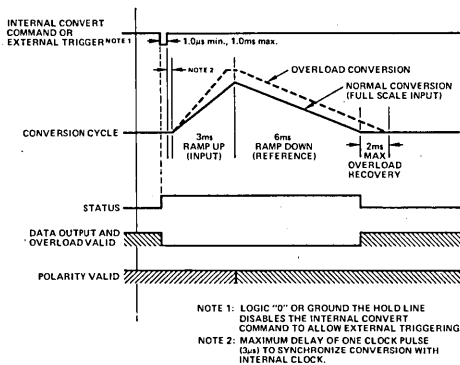 INTERNAL CONVERT
COMMAND OR
EXTERNAL TRIGGER NOTE 1
1.0μs min., 1.0ms max.
NOTE 2
OVERLOAD CONVERSION
NORMAL CONVERSION
(FULL SCALE INPUT)
CONVERSION CYCLE
3ms
RAMP UP
(INPUT)
6ms
RAMP DOWN
(REFERENCE)
2ms
MAX
OVERLOAD
RECOVERY
STATUS
DATA OUTPUT AND
OVERLOAD VALID
POLARITY VALID
NOTE 1: LOGIC "0" OR GROUND THE HOLD LINE
DISABLES THE INTERNAL CONVERT
COMMAND TO ALLOW EXTERNAL TRIGGERING
NOTE 2: MAXIMUM DELAY OF ONE CLOCK PULSE
(3μs) TO SYNCHRONIZE CONVERSION WITH
INTERNAL CLOCK.